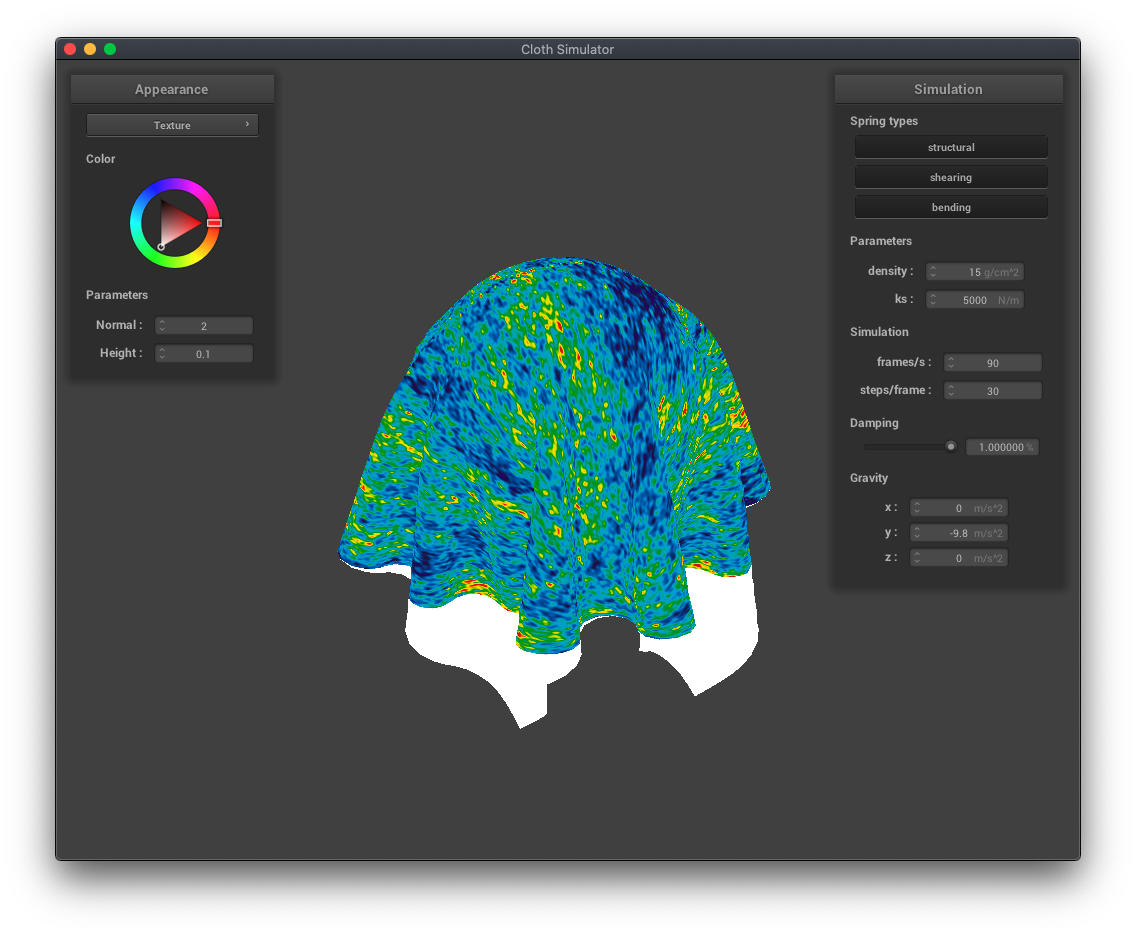 Cloth Simulator
Appearance
Texture
Color
Parameters
Normal : 2
Height : 0.1
Simulation
Spring types
structural
shearing
bending
Parameters
density : 15 g/cm^2
ks : 5000 N/m
Simulation
frames/s : 90
steps/frame : 30
Damping
1.000000 %
Gravity
x : 0 m/s^2
y : -9.8 m/s^2
z : 0 m/s^2